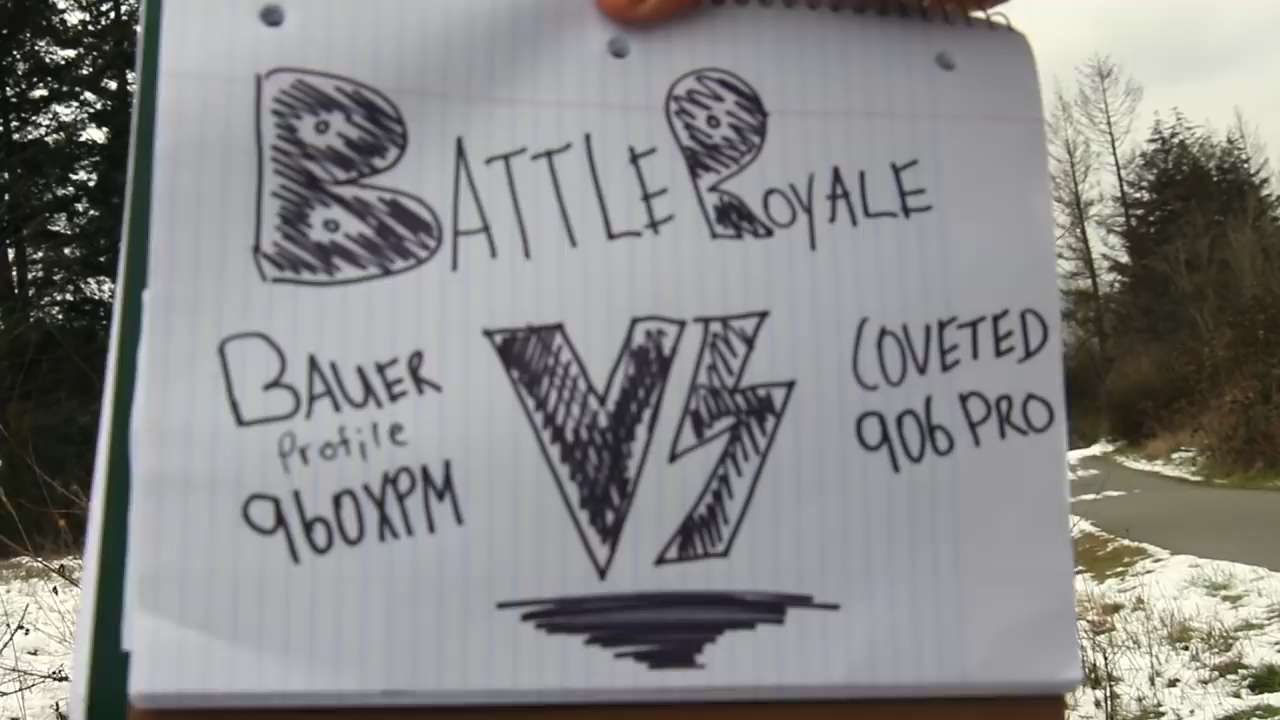 BATTLE ROYALE
BAUER
Profile
960XPM
VS
COVETED
906 PRO